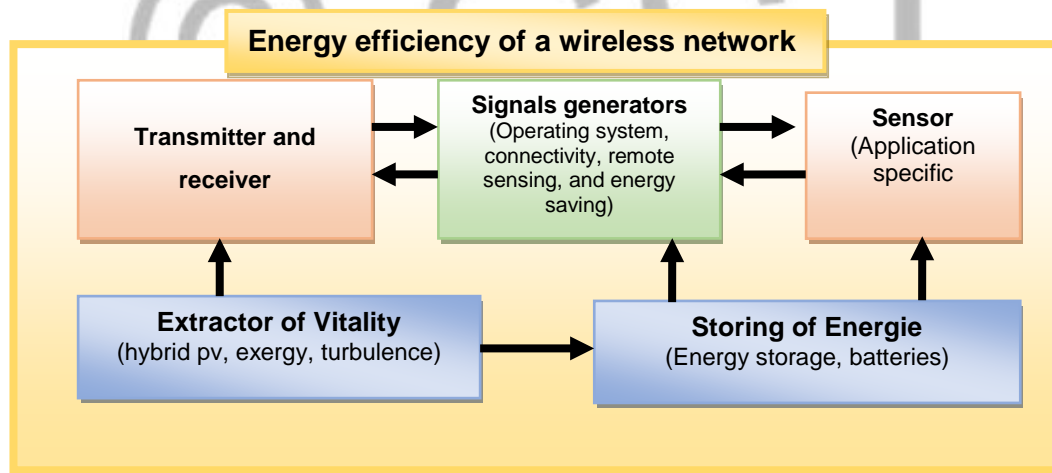 Energy efficiency of a wireless network
Transmitter and
receiver
Signals generators
(Operating system,
connectivity, remote
sensing, and energy
saving)
Sensor
(Application
specific
Extractor of Vitality
(hybrid pv, exergy, turbulence)
Storing of Energie
(Energy storage, batteries)